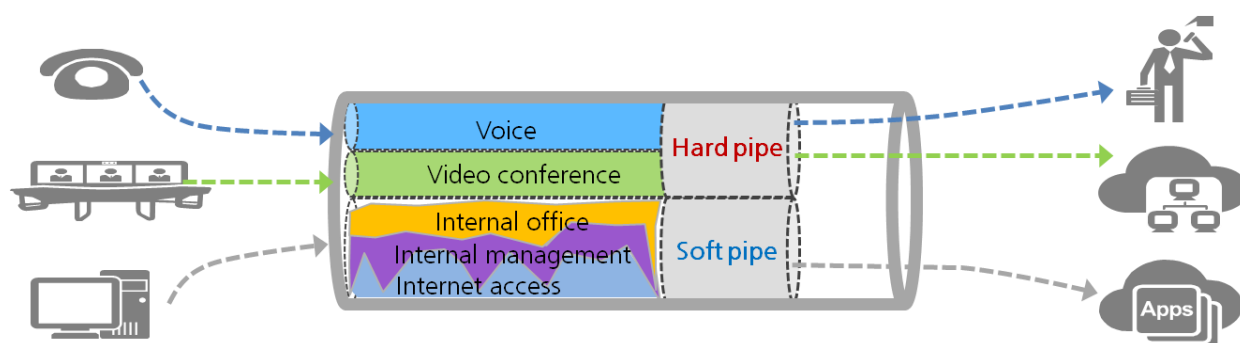 Voice
Hard pipe
Video conference
Internal office
Internal management
Soft pipe
Internet access
Apps